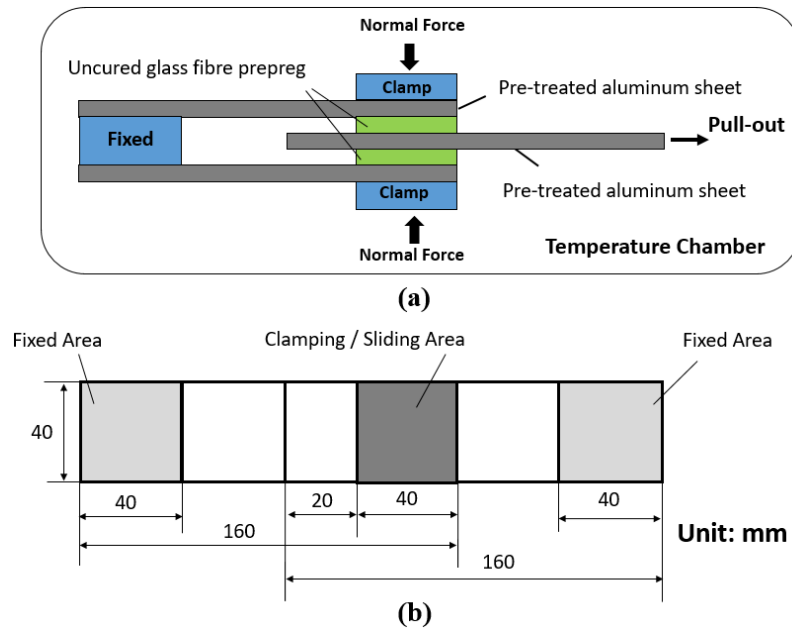 Normal Force
Uncured glass fibre prepreg
Clamp
Pre-treated aluminum sheet
Fixed
Pull-out
Clamp
Pre-treated aluminum sheet
Normal Force
Temperature Chamber
(a)
Fixed Area
Clamping / Sliding Area
Fixed Area
40
40
20
40
40
160
Unit: mm
160
(b)